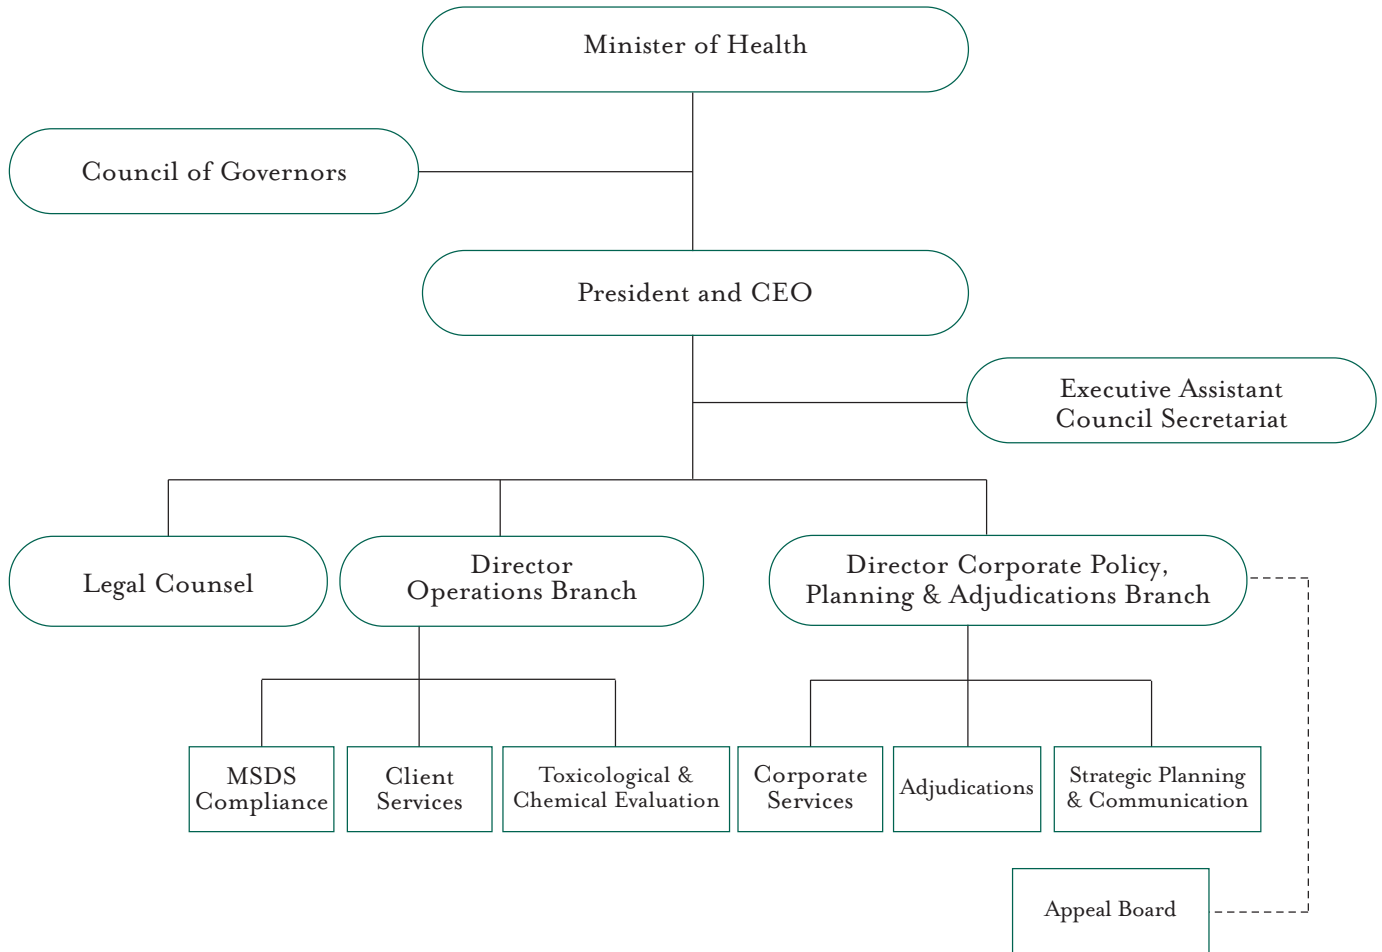 Minister of Health
Council of Governors
President and CEO
Executive Assistant
Council Secretariat
Legal Counsel
Director
Operations Branch
Director Corporate Policy,
Planning & Adjudications Branch
MSDS
Compliance
Client
Services
Toxicological &
Chemical Evaluation
Corporate
Services
Adjudications
Strategic Planning
& Communication
Appeal Board